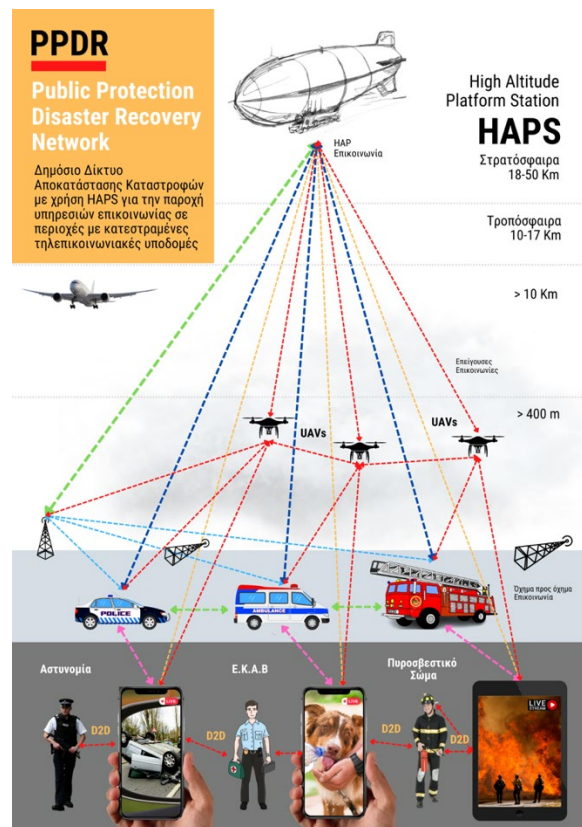 PPDR
Public Protection
Disaster Recovery
Network
Δημόσιο Δίκτυο
Αποκατάστασης Καταστροφών
με χρήση HAPS για την παροχή
υπηρεσιών επικοινωνίας σε
περιοχές με κατεστραμένες
τηλεπικοινωνιακές υποδομές
High Altitude
Platform Station
HAPS
Στρατόσφαιρα
18-50 Km
HAP
Επικοινωνία
Τροπόσφαιρα
10-17 Km
> 10 Km
Επείγουσες
Επικοινωνίες
> 400 m
UAVs
UAVs
Όχημα προς όχημα
Επικοινωνία
POLICE
AMBULANCE
Αστυνομία
Ε.Κ.Α.Β
Πυροσβεστικό
Σώμα
LIVE
LIVE
LIVE
STREAM
D2D
D2D
D2D
D2D